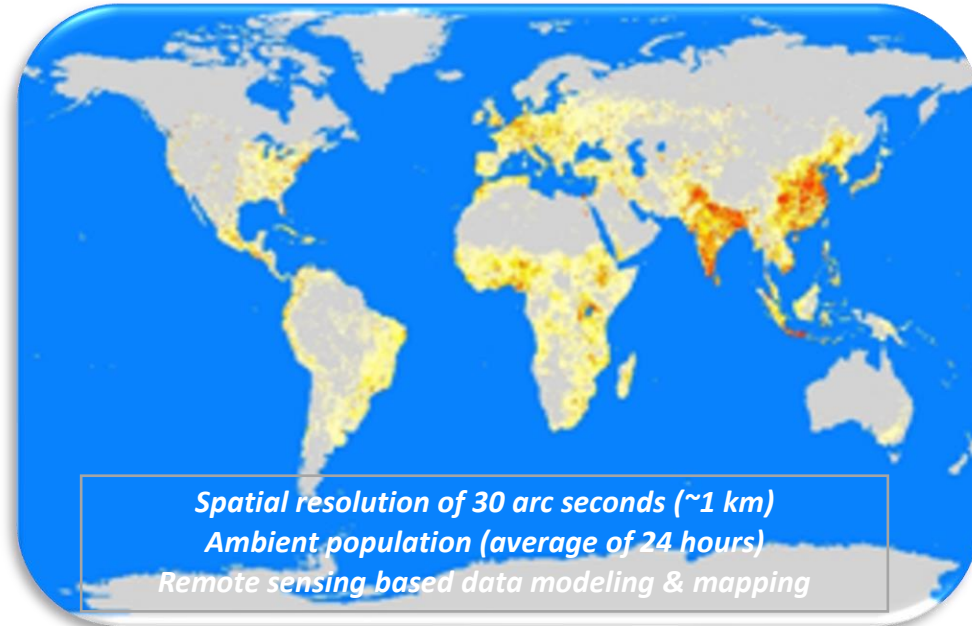 Spatial resolution of 30 arc seconds (~1 km)
Ambient population (average of 24 hours)
Remote sensing based data modeling & mapping